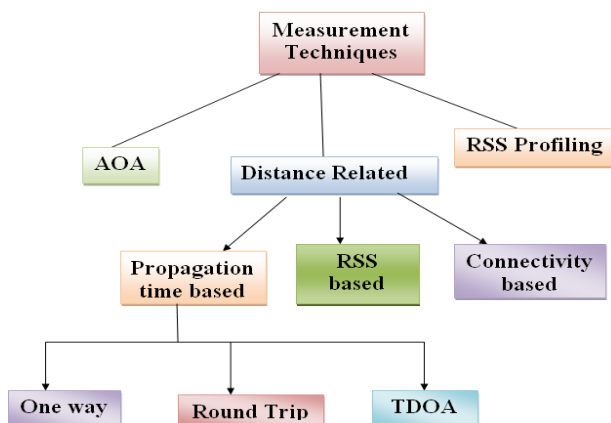 Measurement
Techniques
AOA
RSS Profiling
Distance Related
Propagation
time based
RSS
based
Connectivity
based
One way
Round Trip
TDOA